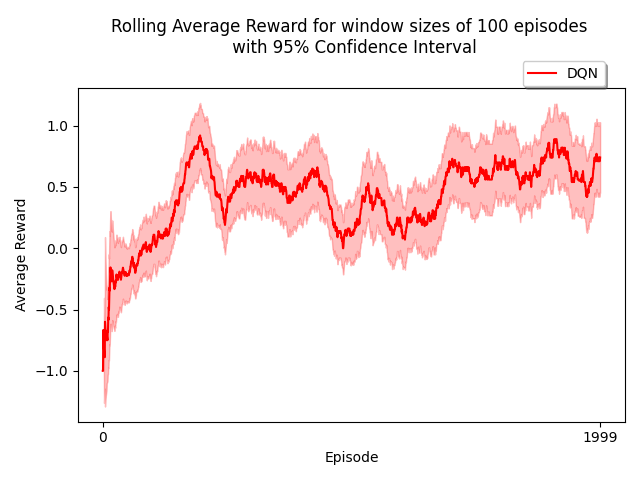 Rolling Average Reward for window sizes of 100 episodes
with 95% Confidence Interval
DQN
1.0
0.5
0.0
−0.5
−1.0
Average Reward
0
1999
Episode